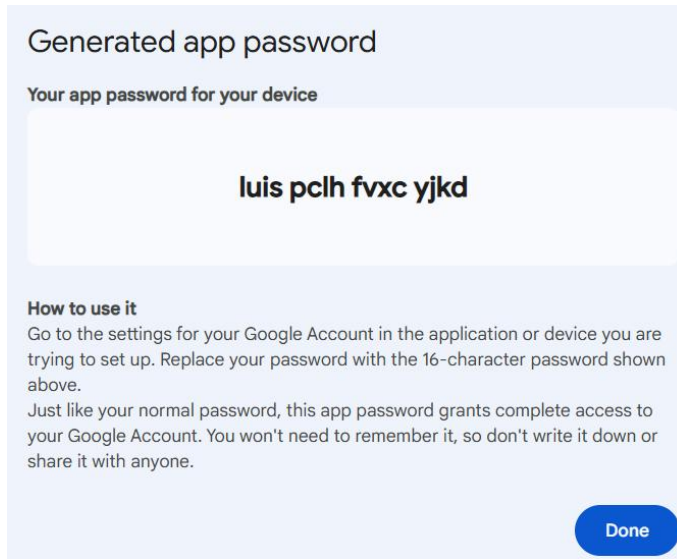 Generated app password
Your app password for your device
luis pclh fvxc yjkd
How to use it
Go to the settings for your Google Account in the application or device you are
trying to set up. Replace your password with the 16-character password shown
above.
Just like your normal password, this app password grants complete access to
your Google Account. You won't need to remember it, so don't write it down or
share it with anyone.
Done